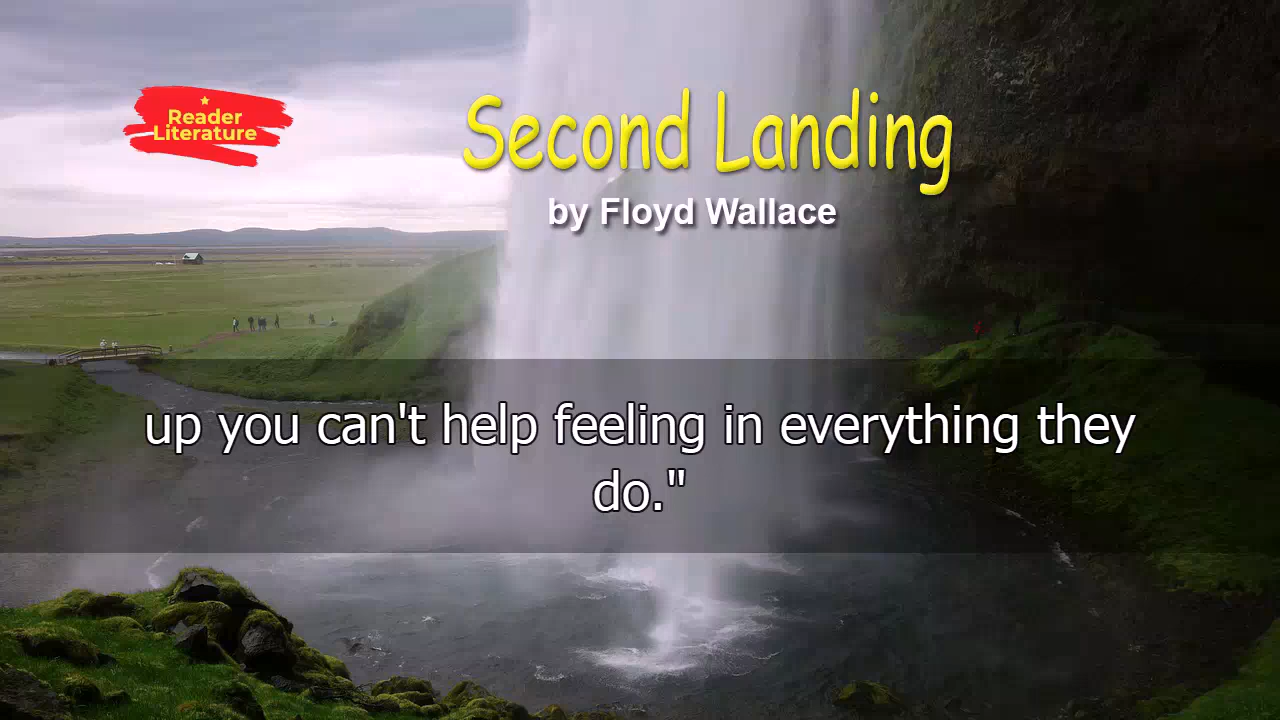 Reader
Literature
Second Landing
by Floyd Wallace
up you can't help feeling in everything they
do."